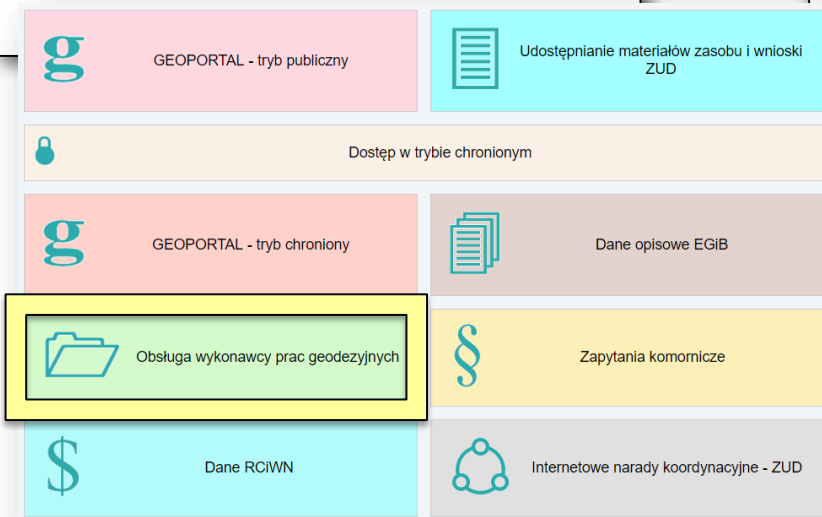 GEOPORTAL - tryb publiczny
Udostępnianie materiałów zasobu i wnioski
ZUD
Dostęp w trybie chronionym
GEOPORTAL - tryb chroniony
Dane opisowe EGiB
Obsługa wykonawcy prac geodezyjnych
Zapytania komornicze
Dane RCiWN
Internetowe narady koordynacyjne - ZUD